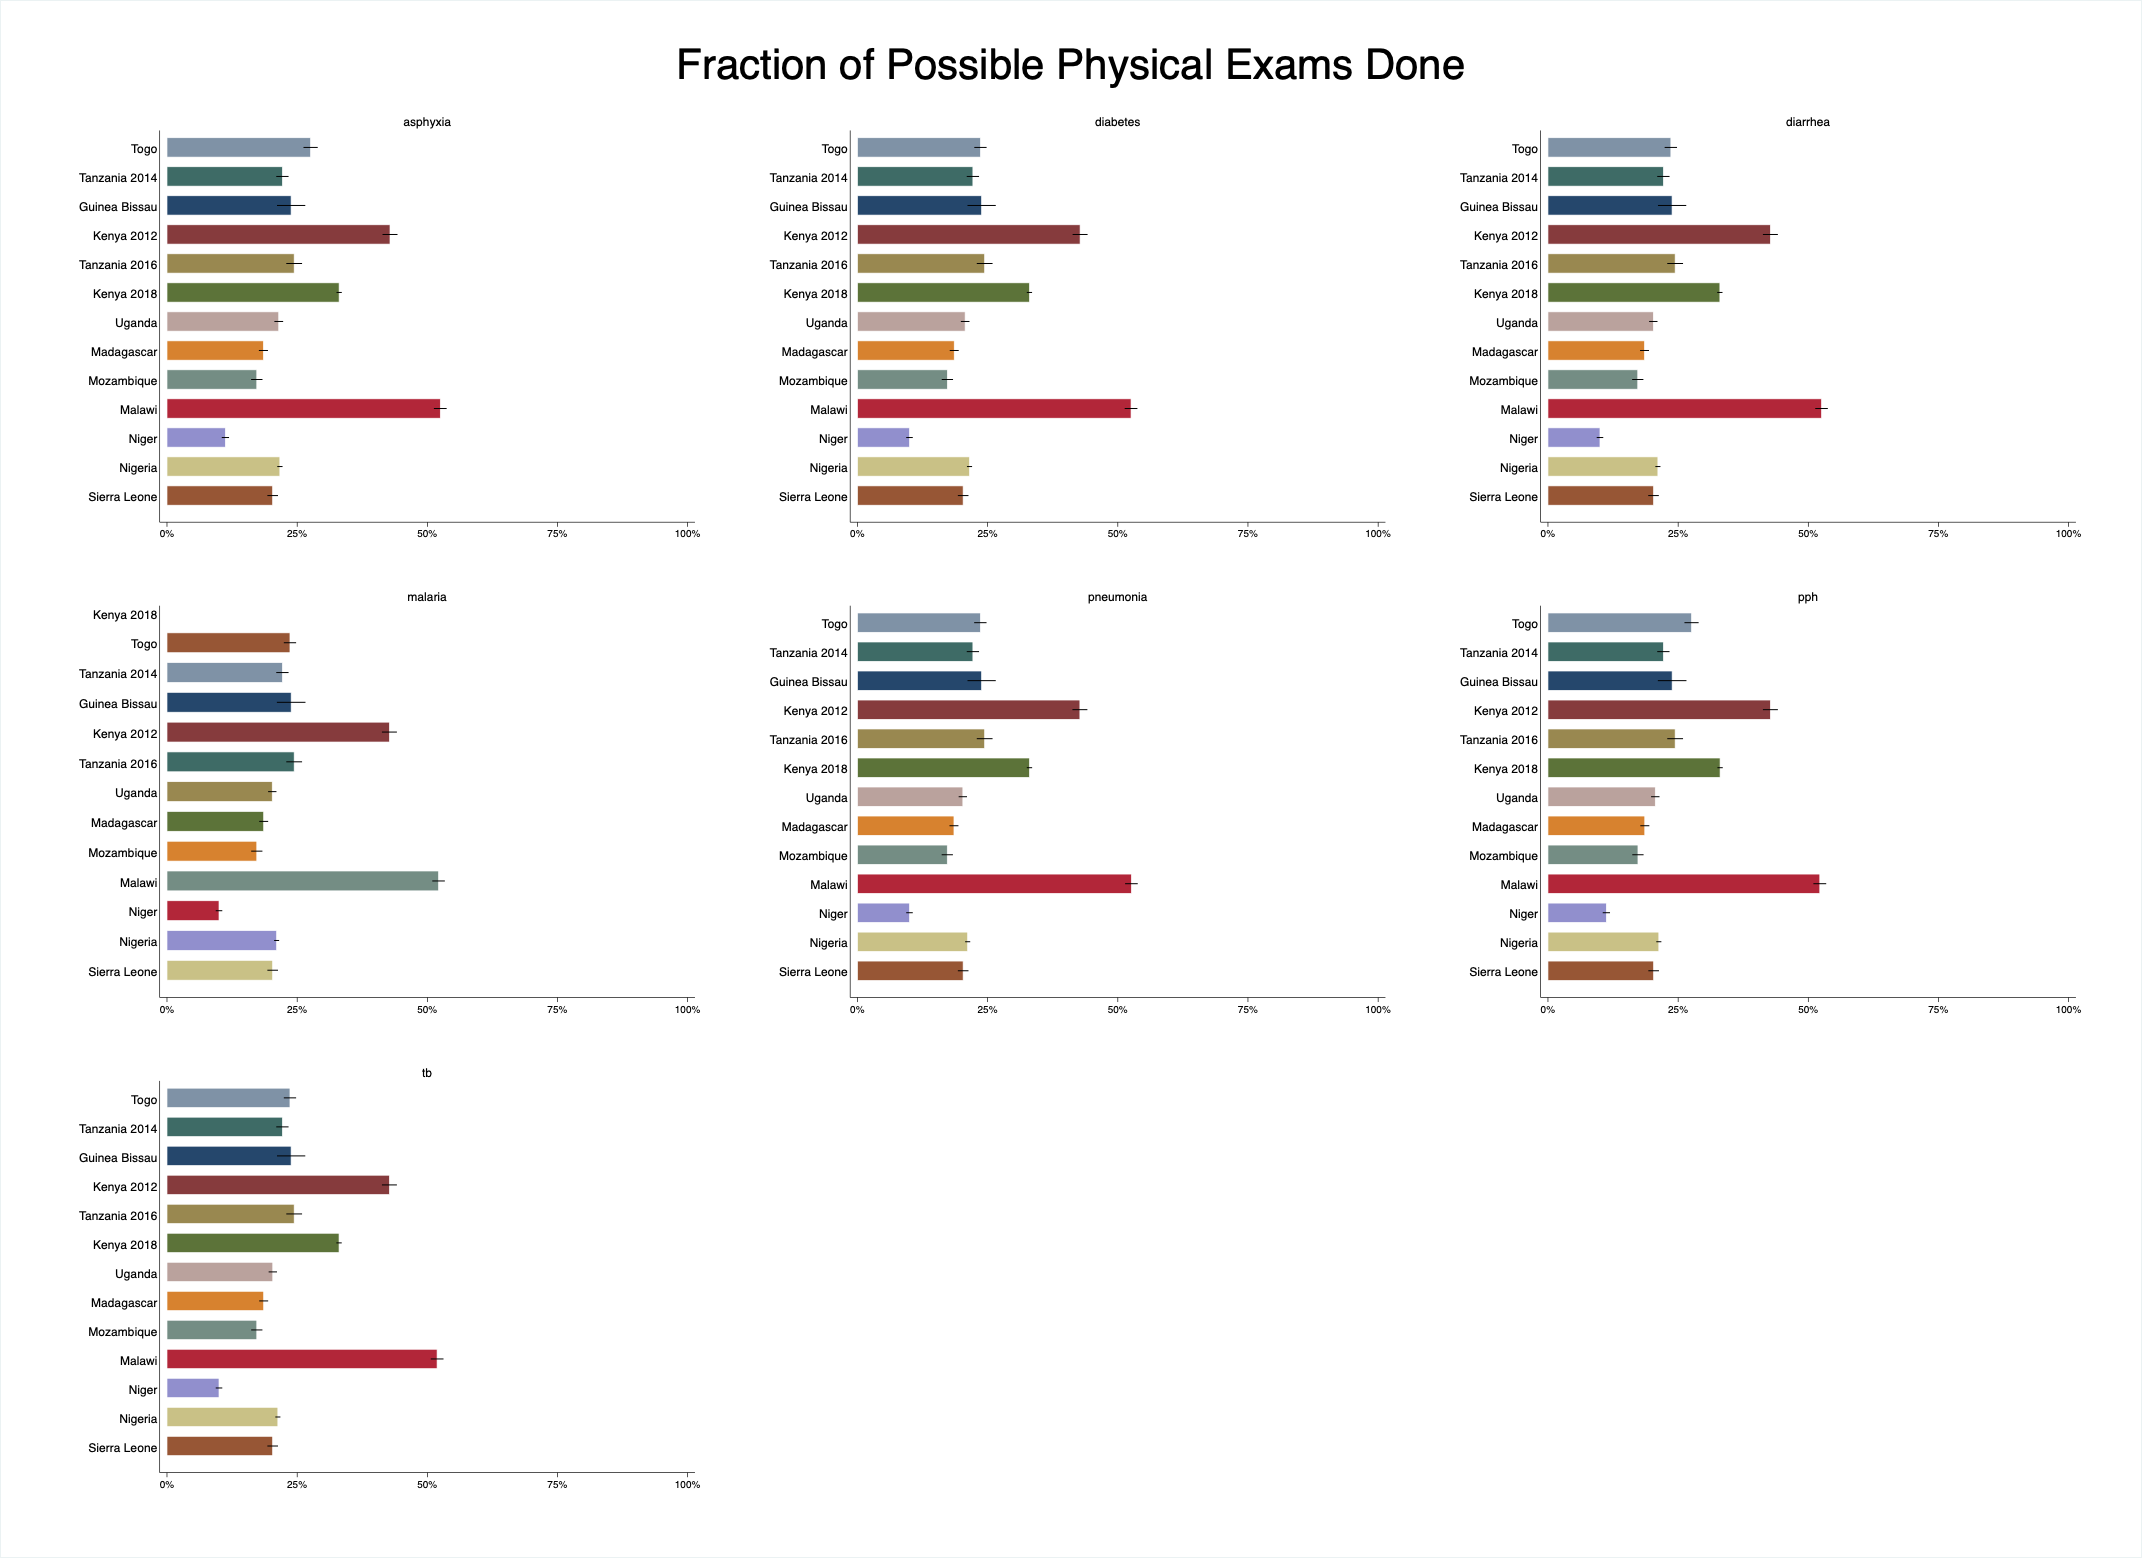 Fraction of Possible Physical Exams Done
asphyxia
Togo
Tanzania 2014
Guinea Bissau
Kenya 2012
Tanzania 2016
Kenya 2018
Uganda
Madagascar
Mozambique
Malawi
Niger
Nigeria
Sierra Leone
0% 25% 50% 75% 100%
diabetes
Togo
Tanzania 2014
Guinea Bissau
Kenya 2012
Tanzania 2016
Kenya 2018
Uganda
Madagascar
Mozambique
Malawi
Niger
Nigeria
Sierra Leone
0% 25% 50% 75% 100%
diarrhea
Togo
Tanzania 2014
Guinea Bissau
Kenya 2012
Tanzania 2016
Kenya 2018
Uganda
Madagascar
Mozambique
Malawi
Niger
Nigeria
Sierra Leone
0% 25% 50% 75% 100%
malaria
Kenya 2018
Togo
Tanzania 2014
Guinea Bissau
Kenya 2012
Tanzania 2016
Uganda
Madagascar
Mozambique
Malawi
Niger
Nigeria
Sierra Leone
0% 25% 50% 75% 100%
pneumonia
Togo
Tanzania 2014
Guinea Bissau
Kenya 2012
Tanzania 2016
Kenya 2018
Uganda
Madagascar
Mozambique
Malawi
Niger
Nigeria
Sierra Leone
0% 25% 50% 75% 100%
pph
Togo
Tanzania 2014
Guinea Bissau
Kenya 2012
Tanzania 2016
Kenya 2018
Uganda
Madagascar
Mozambique
Malawi
Niger
Nigeria
Sierra Leone
0% 25% 50% 75% 100%
tb
Togo
Tanzania 2014
Guinea Bissau
Kenya 2012
Tanzania 2016
Kenya 2018
Uganda
Madagascar
Mozambique
Malawi
Niger
Nigeria
Sierra Leone
0% 25% 50% 75% 100%